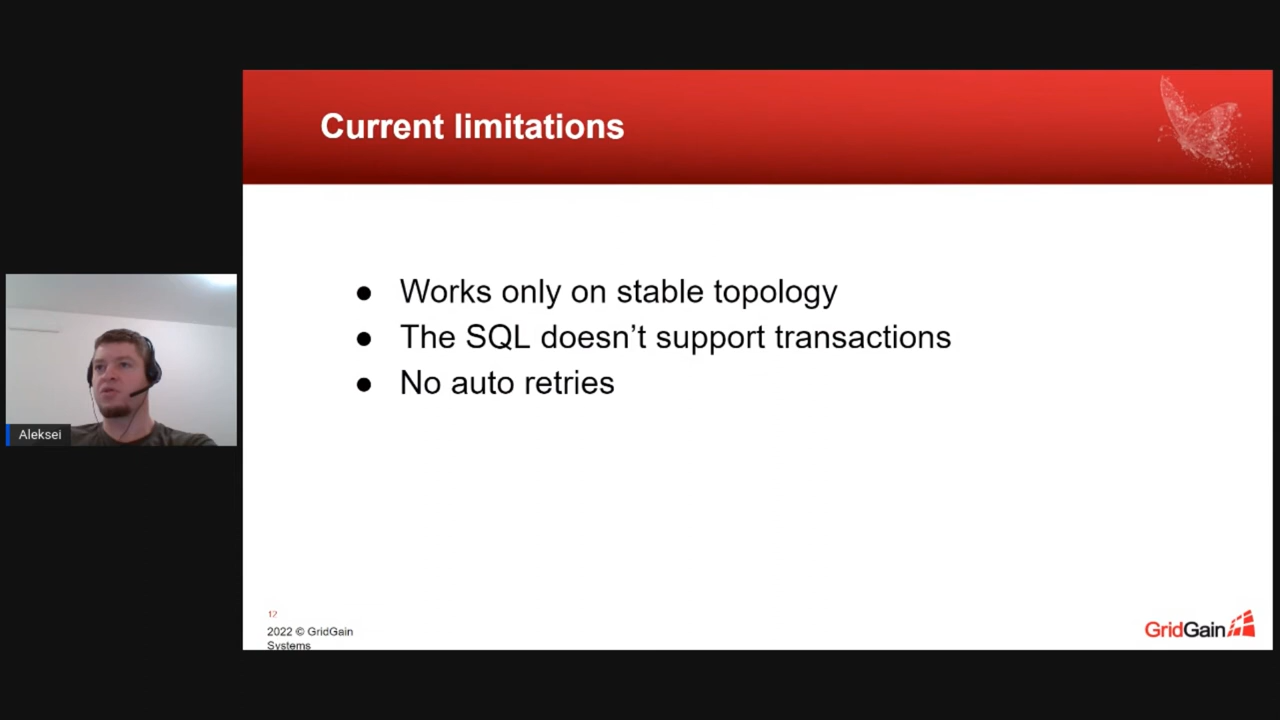 Current limitations
● Works only on stable topology
● The SQL doesn’t support transactions
● No auto retries
Aleksei
12
2022 © GridGain
Systems
GridGain